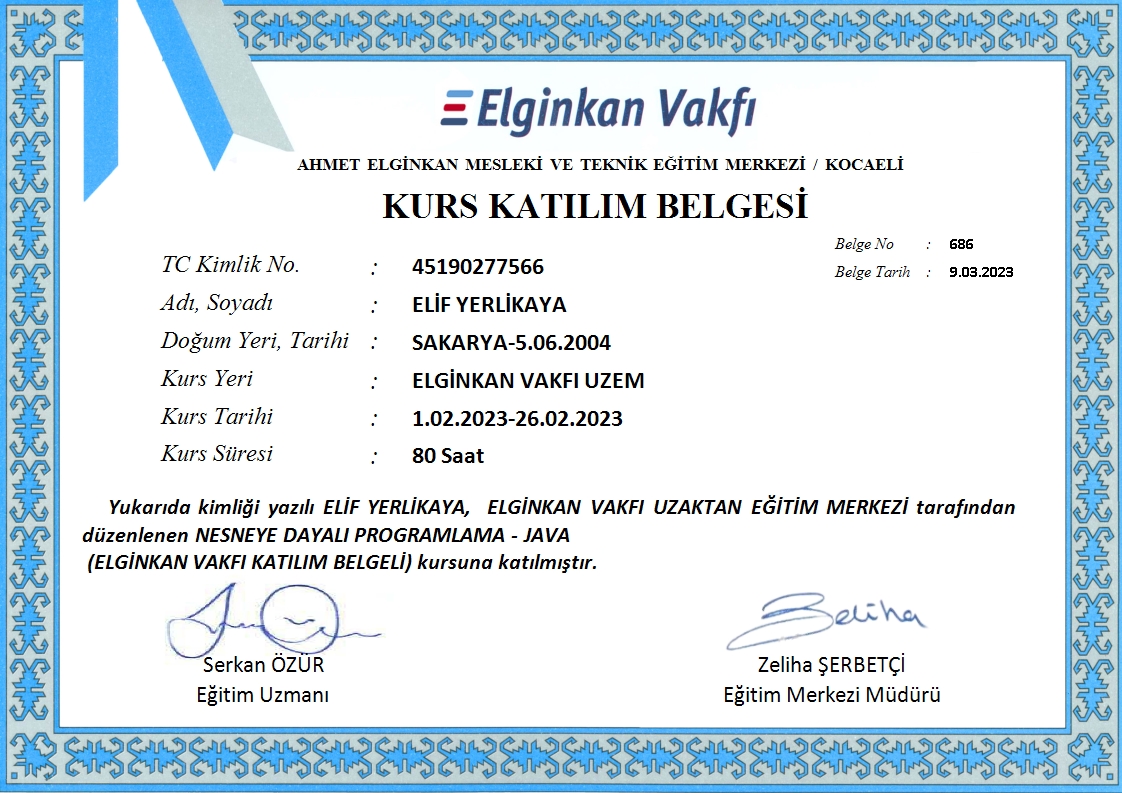 Elginkan Vakfı
AHMET ELGİNKAN MESLEKİ VE TEKNİK EĞİTİM MERKEZİ / KOCAELİ
KURS KATILIM BELGESİ
Belge No : 686
Belge Tarih : 9.03.2023
TC Kimlik No. : 45190277566
Adı, Soyadı : ELİF YERLİKAYA
Doğum Yeri, Tarihi : SAKARYA-5.06.2004
Kurs Yeri : ELGİNKAN VAKFI UZEM
Kurs Tarihi : 1.02.2023-26.02.2023
Kurs Süresi : 80 Saat
Yukarıda kimliği yazılı ELİF YERLİKAYA, ELGİNKAN VAKFI UZAKTAN EĞİTİM MERKEZİ tarafından
düzenlenen NESNEYE DAYALI PROGRAMLAMA - JAVA
(ELGİNKAN VAKFI KATILIM BELGELİ) kursuna katılmıştır.
Serkan ÖZÜR
Eğitim Uzmanı
Zeliha
Zeliha ŞERBETÇİ
Eğitim Merkezi Müdürü